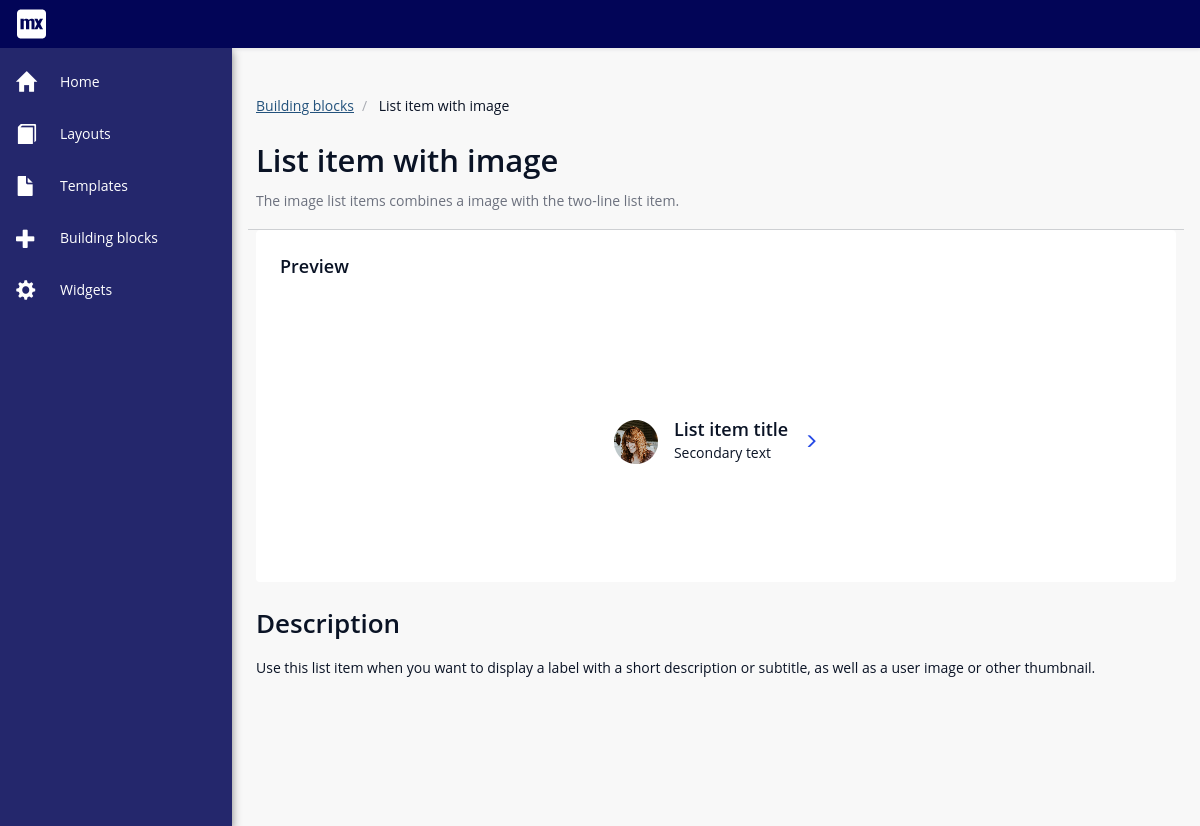 mx
Home
Layouts
Templates
Building blocks
Widgets
Building blocks / List item with image
List item with image
The image list items combines a image with the two-line list item.
Preview
List item title
Secondary text
Description
Use this list item when you want to display a label with a short description or subtitle, as well as a user image or other thumbnail.